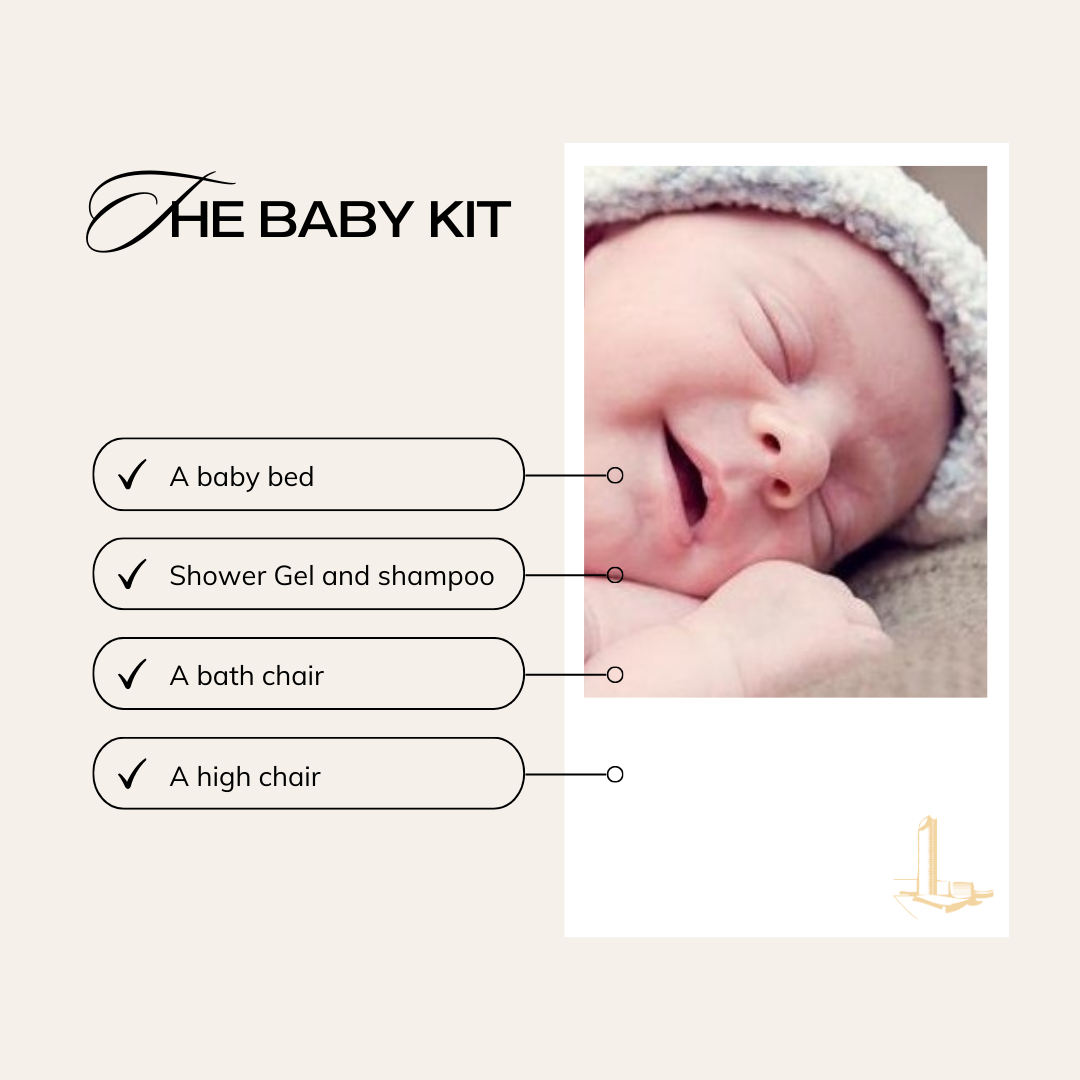 THE BABY KIT
A baby bed
Shower Gel and shampoo
A bath chair
A high chair